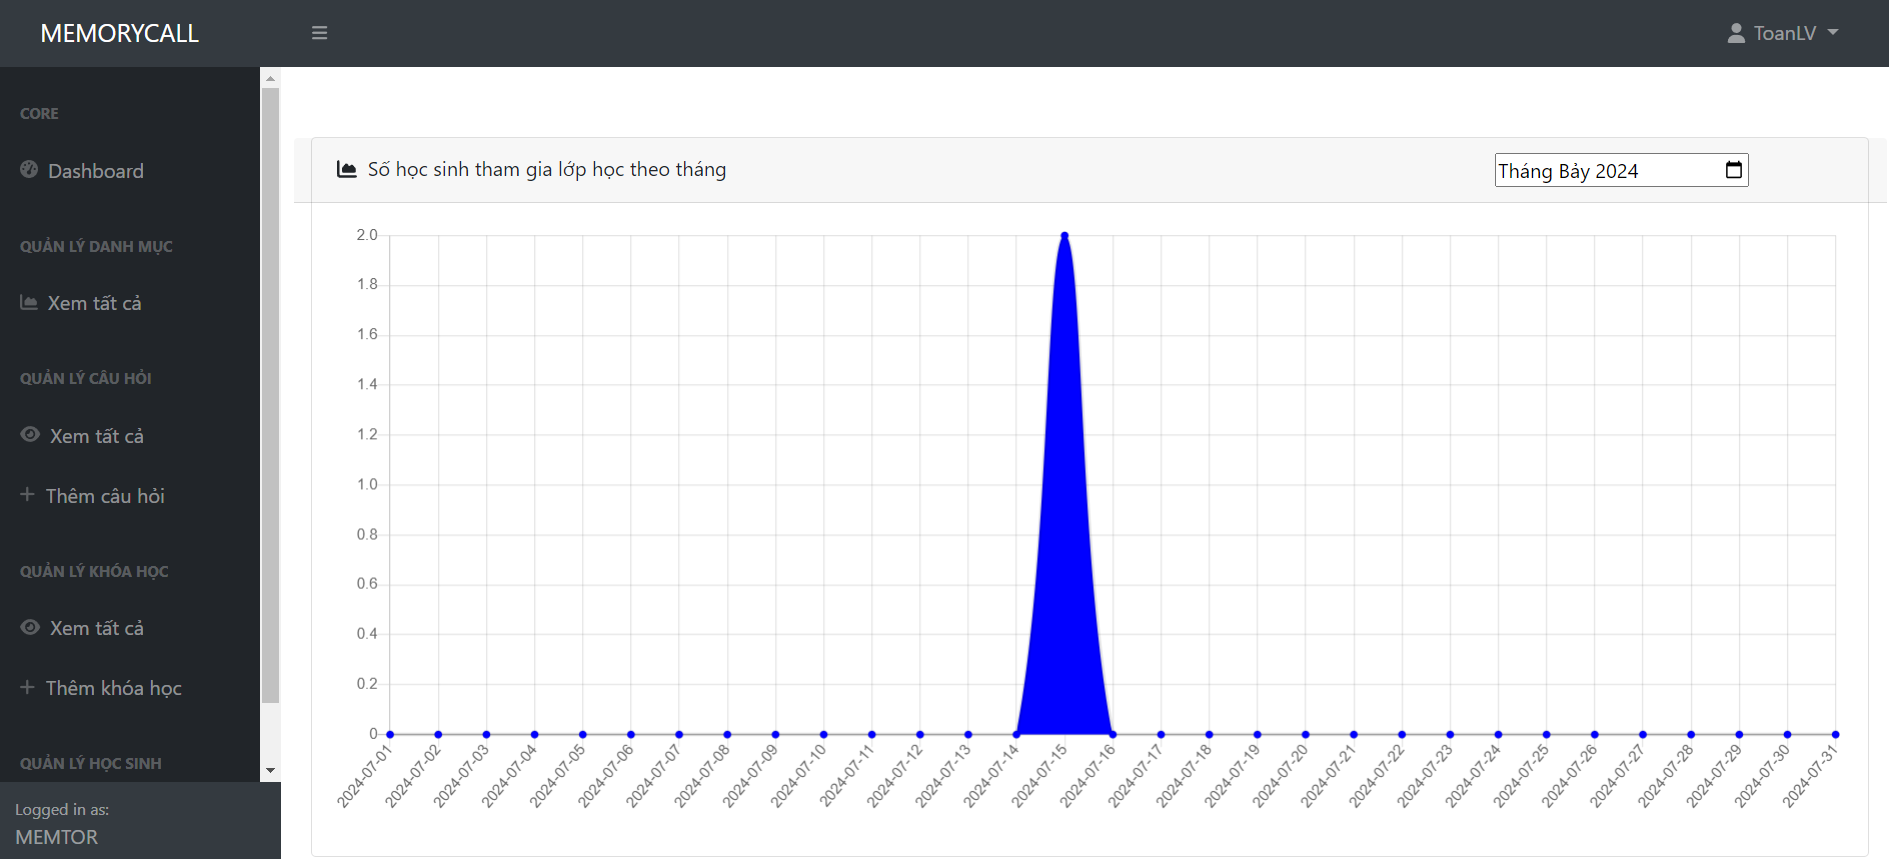 MEMORYCALL
ToanLV
CORE
Dashboard
QUẢN LÝ DANH MỤC
Xem tất cả
QUẢN LÝ CÂU HỎI
Xem tất cả
Thêm câu hỏi
QUẢN LÝ KHÓA HỌC
Xem tất cả
Thêm khóa học
QUẢN LÝ HỌC SINH
Logged in as:
MEMTOR
Số học sinh tham gia lớp học theo tháng
Tháng Bảy 2024
2.0
1.8
1.6
1.4
1.2
1.0
0.8
0.6
0.4
0.2
0
2024-07-01
2024-07-02
2024-07-03
2024-07-04
2024-07-05
2024-07-06
2024-07-07
2024-07-08
2024-07-09
2024-07-10
2024-07-11
2024-07-12
2024-07-13
2024-07-14
2024-07-15
2024-07-16
2024-07-17
2024-07-18
2024-07-19
2024-07-20
2024-07-21
2024-07-22
2024-07-23
2024-07-24
2024-07-25
2024-07-26
2024-07-27
2024-07-28
2024-07-29
2024-07-30
2024-07-31